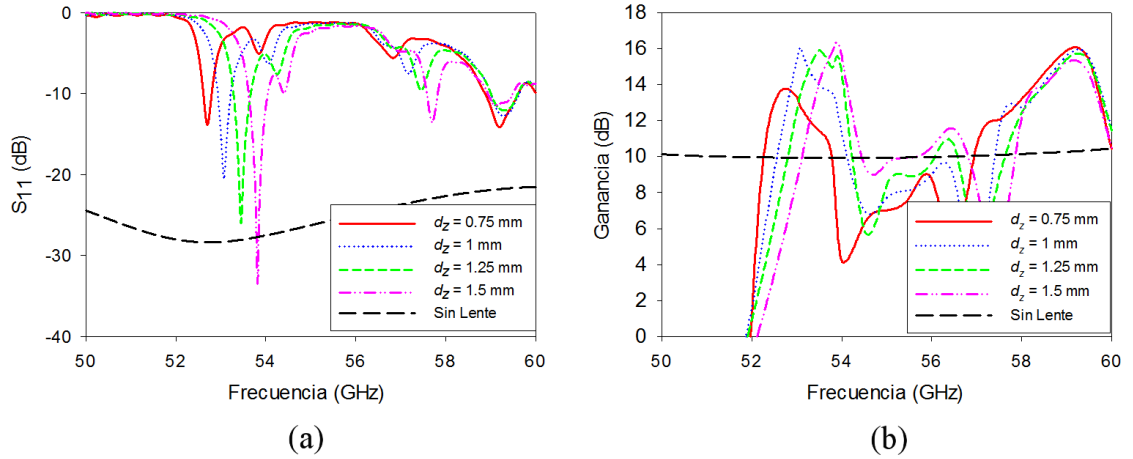 0
-10
-20
-30
-40
S11 (dB)
50 52 54 56 58 60
Frecuencia (GHz)
dz = 0.75 mm
dz = 1 mm
dz = 1.25 mm
dz = 1.5 mm
Sin Lente
(a)
18
16
14
12
10
8
6
4
2
0
Ganancia (dB)
50 52 54 56 58 60
Frecuencia (GHz)
dz = 0.75 mm
dz = 1 mm
dz = 1.25 mm
dz = 1.5 mm
Sin Lente
(b)